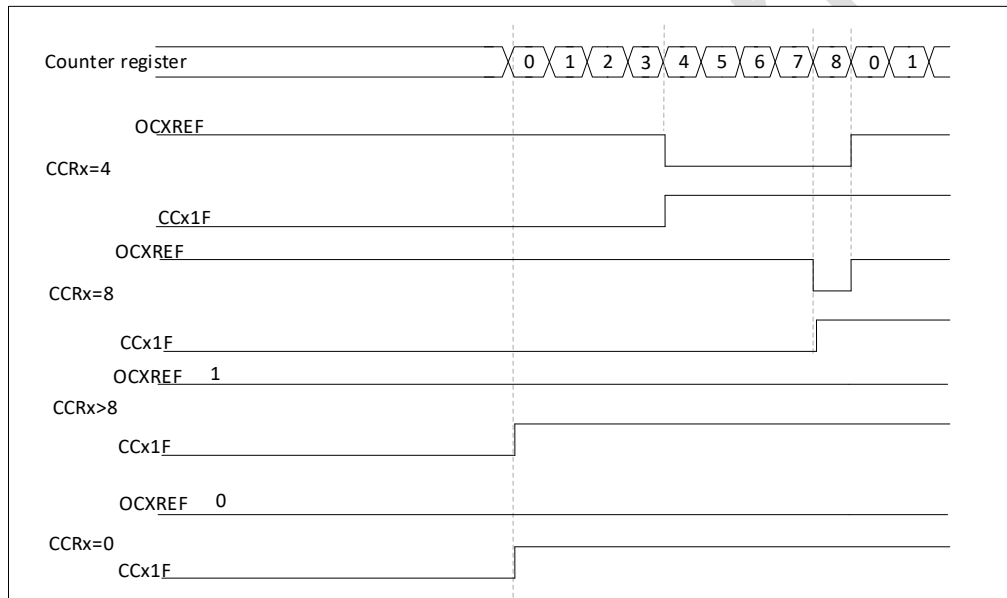 Counter register 0 1 2 3 4 5 6 7 8 0 1
OCXREF
CCRx=4
CCx1F
OCXREF
CCRx=8
CCx1F
OCXREF 1
CCRx>8
CCx1F
OCXREF 0
CCRx=0
CCx1F